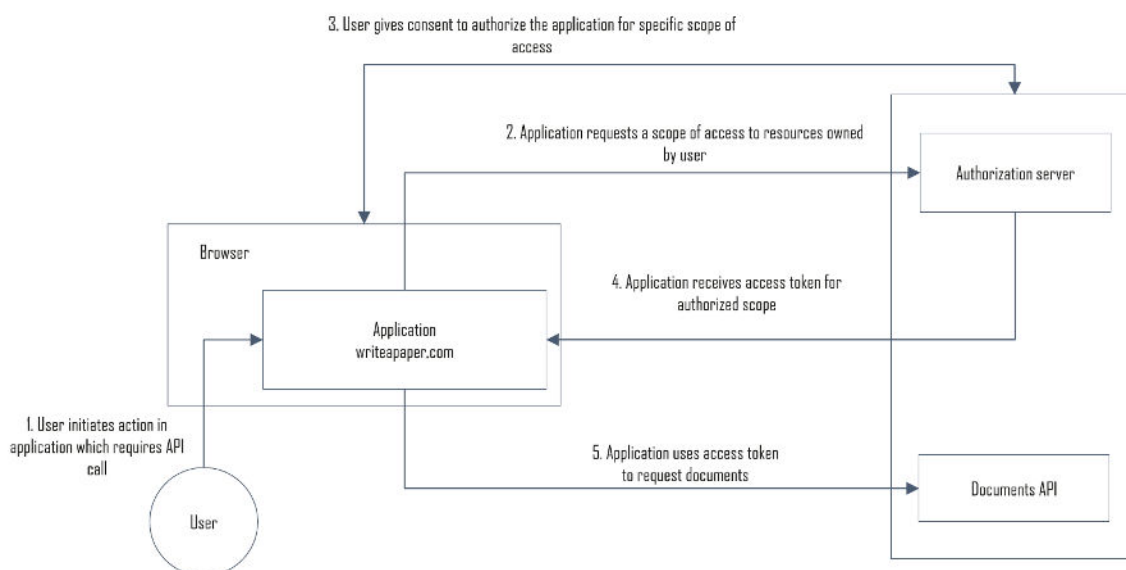 3. User gives consent to authorize the application for specific scope of
access
2. Application requests a scope of access to resources owned
by user
Authorization server
Browser
4. Application receives access token for
authorized scope
Application
writeapaper.com
1. User initiates action in
application which requires API
call
5. Application uses access token
to request documents
Documents API
User